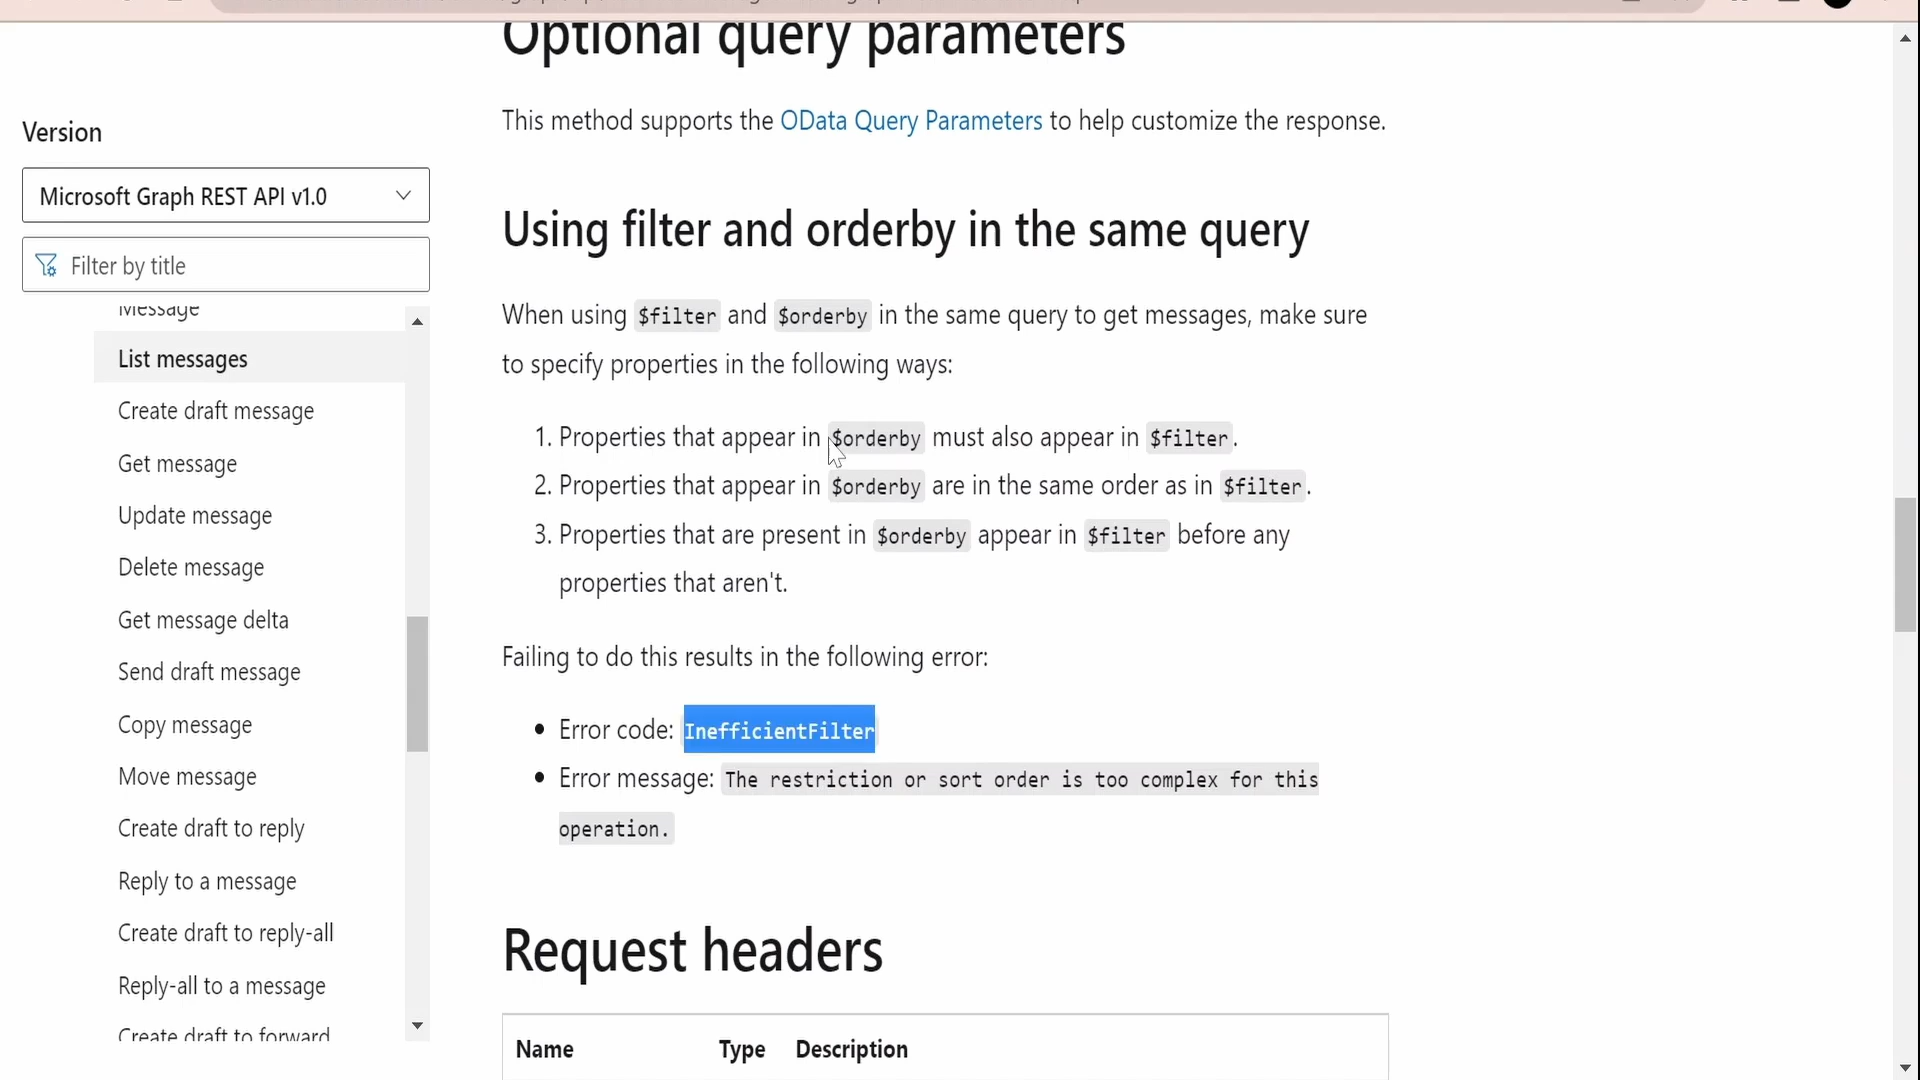 Optional query parameters
This method supports the OData Query Parameters to help customize the response.
Version
Microsoft Graph REST API v1.0
Filter by title
Message
List messages
Create draft message
Get message
Update message
Delete message
Get message delta
Send draft message
Copy message
Move message
Create draft to reply
Reply to a message
Create draft to reply-all
Reply-all to a message
Create draft to forward
Using filter and orderby in the same query
When using $filter and $orderby in the same query to get messages, make sure
to specify properties in the following ways:
1. Properties that appear in $orderby must also appear in $filter.
2. Properties that appear in $orderby are in the same order as in $filter.
3. Properties that are present in $orderby appear in $filter before any
properties that aren't.
Failing to do this results in the following error:
• Error code: InefficientFilter
• Error message: The restriction or sort order is too complex for this
operation.
Request headers
Name Type Description